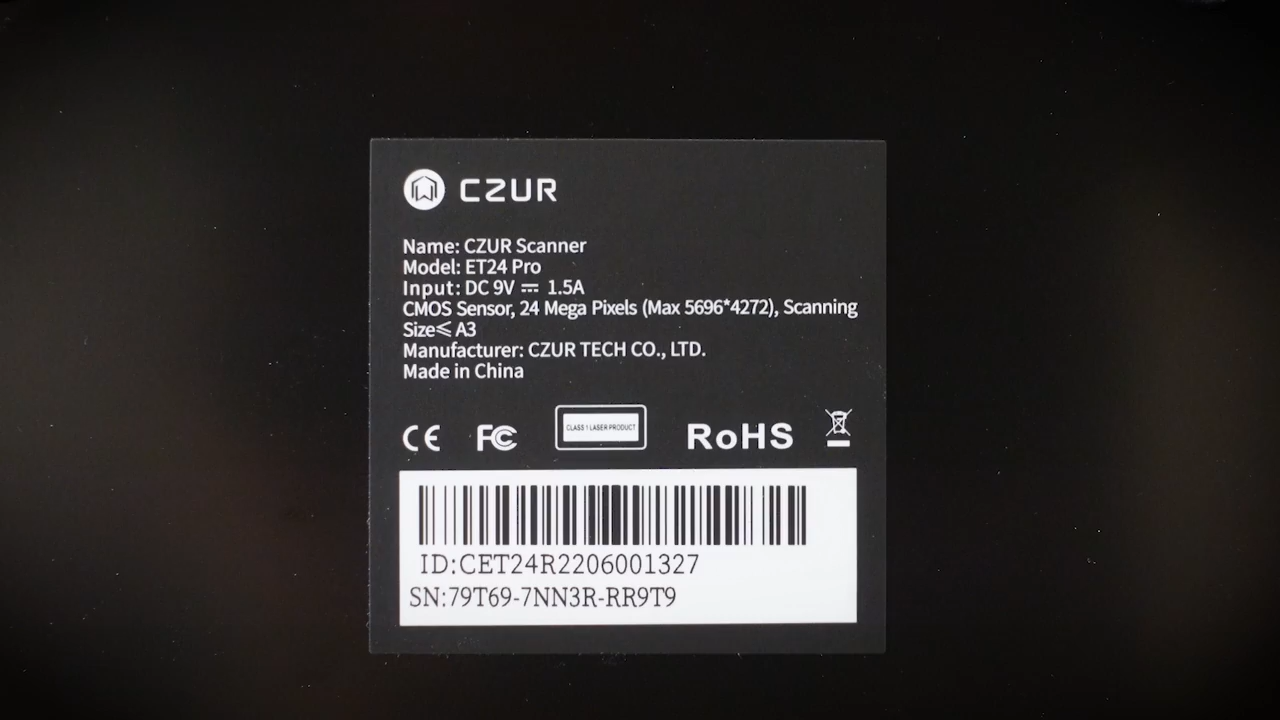 CZUR
Name: CZUR Scanner
Model: ET24 Pro
Input: DC 9V ⎓ 1.5A
CMOS Sensor, 24 Mega Pixels (Max 5696*4272), Scanning
Size≤ A3
Manufacturer: CZUR TECH CO., LTD.
Made in China
CE FC CLASS 1 LASER PRODUCT RoHS
ID:CET24R2206001327
SN:79T69-7NN3R-RR9T9